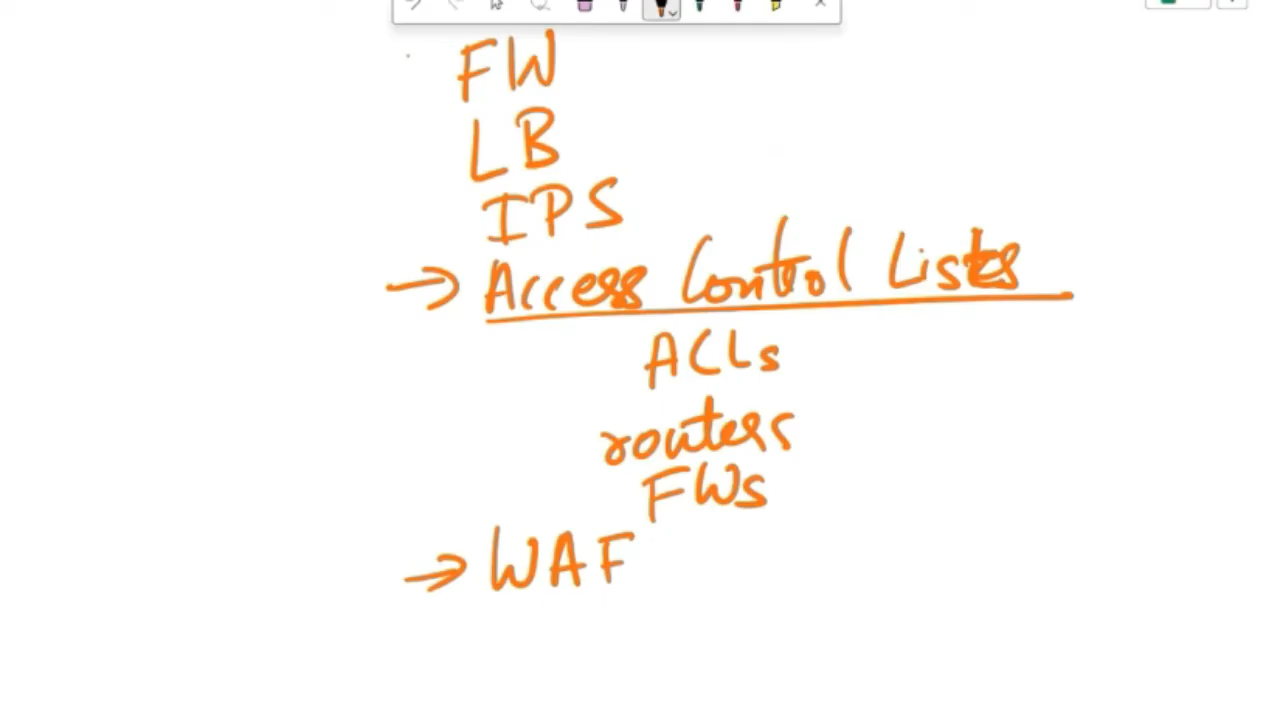 FW
LB
IPS
→ Access Control Lists
ACLs
routers
FWs
→ WAF